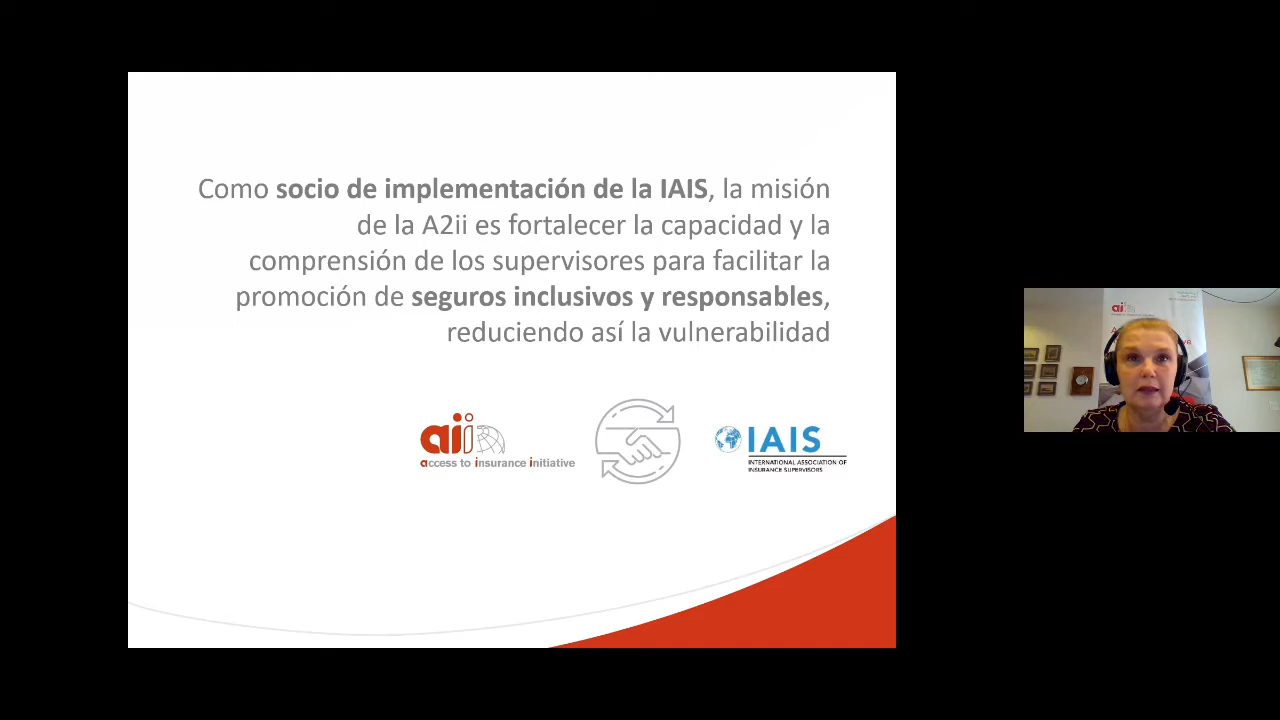 Como socio de implementación de la IAIS, la misión
de la A2ii es fortalecer la capacidad y la
comprensión de los supervisores para facilitar la
promoción de seguros inclusivos y responsables,
reduciendo así la vulnerabilidad
aii
access to insurance initiative
IAIS
INTERNATIONAL ASSOCIATION OF
INSURANCE SUPERVISORS
aii